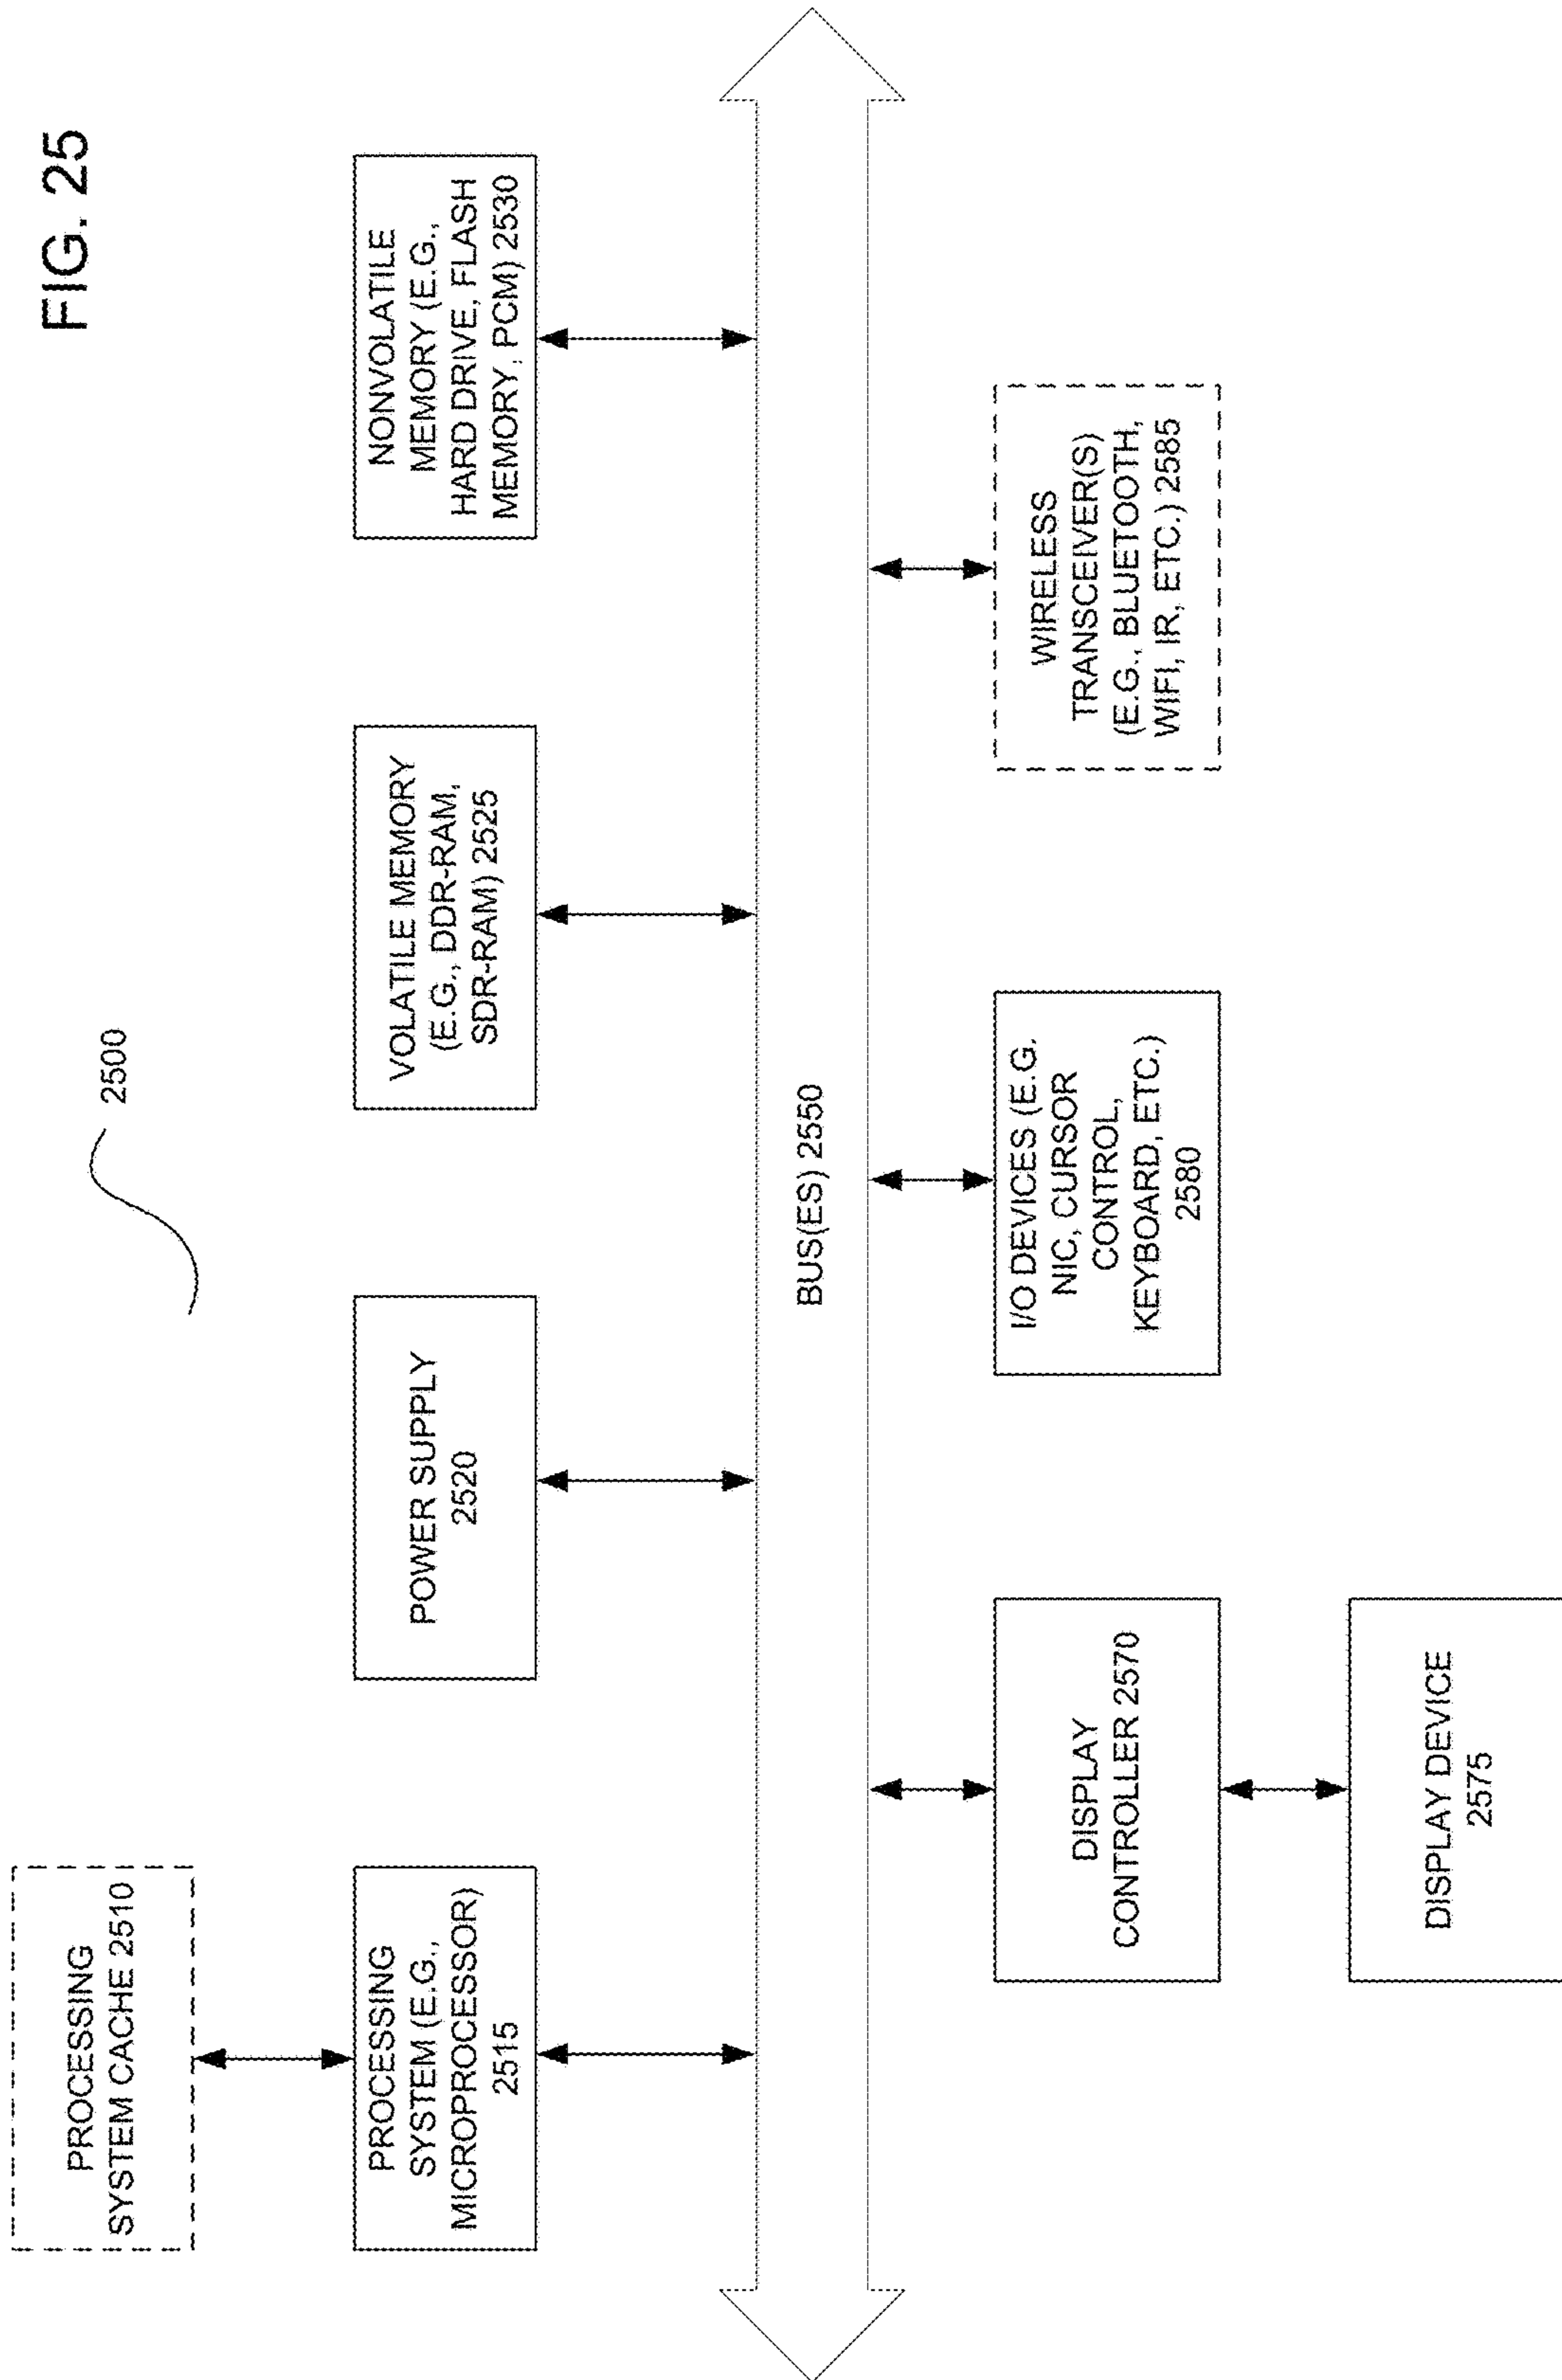 FIG. 25
2500
PROCESSING
SYSTEM CACHE 2510
PROCESSING
SYSTEM (E.G.,
MICROPROCESSOR)
2515
POWER SUPPLY
2520
VOLATILE MEMORY
(E.G., DDR-RAM,
SDR-RAM) 2525
NONVOLATILE
MEMORY (E.G.,
HARD DRIVE, FLASH
MEMORY, PCM) 2530
BUS(ES) 2550
DISPLAY
CONTROLLER 2570
I/O DEVICES (E.G.
NIC, CURSOR
CONTROL,
KEYBOARD, ETC.)
2580
WIRELESS
TRANSCEIVER(S)
(E.G., BLUETOOTH,
WIFI, IR, ETC.) 2585
DISPLAY DEVICE
2575